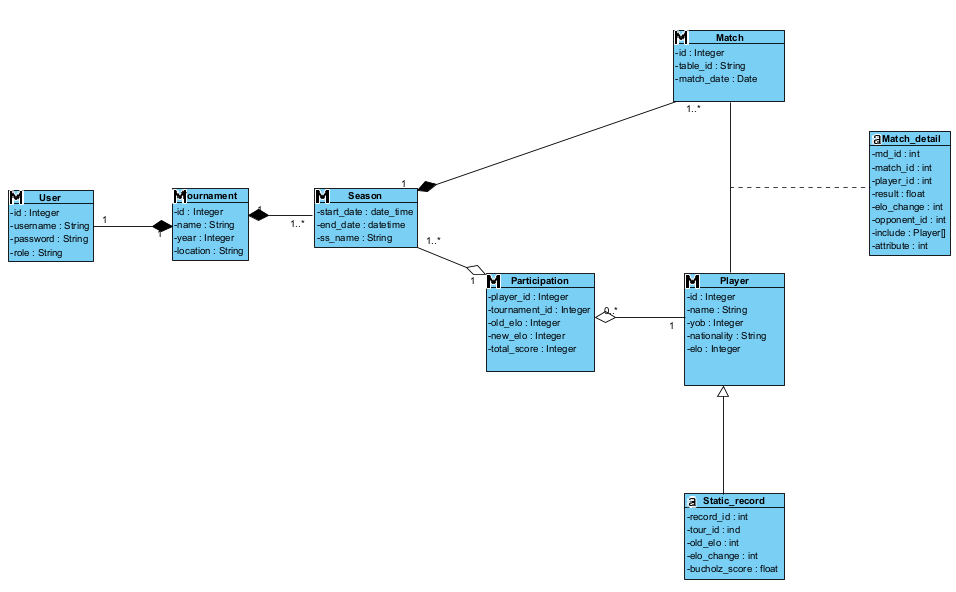 Match
-id : Integer
-table_id : String
-match_date : Date
1..*
Match_detail
-md_id : int
-match_id : int
-player_id : int
-result : float
-elo_change : int
-opponent_id : int
-include : Player[]
-attribute : int
User
-id : Integer
-username : String
-password : String
-role : String
1
1
Tournament
-id : Integer
-name : String
-year : Integer
-location : String
1
1..*
Season
-start_date : date_time
-end_date : datetime
-ss_name : String
1
1..*
1
Participation
-player_id : Integer
-tournament_id : Integer
-old_elo : Integer
-new_elo : Integer
-total_score : Integer
0..*
1
Player
-id : Integer
-name : String
-yob : Integer
-nationality : String
-elo : Integer
Static_record
-record_id : int
-tour_id : ind
-old_elo : int
-elo_change : int
-bucholz_score : float